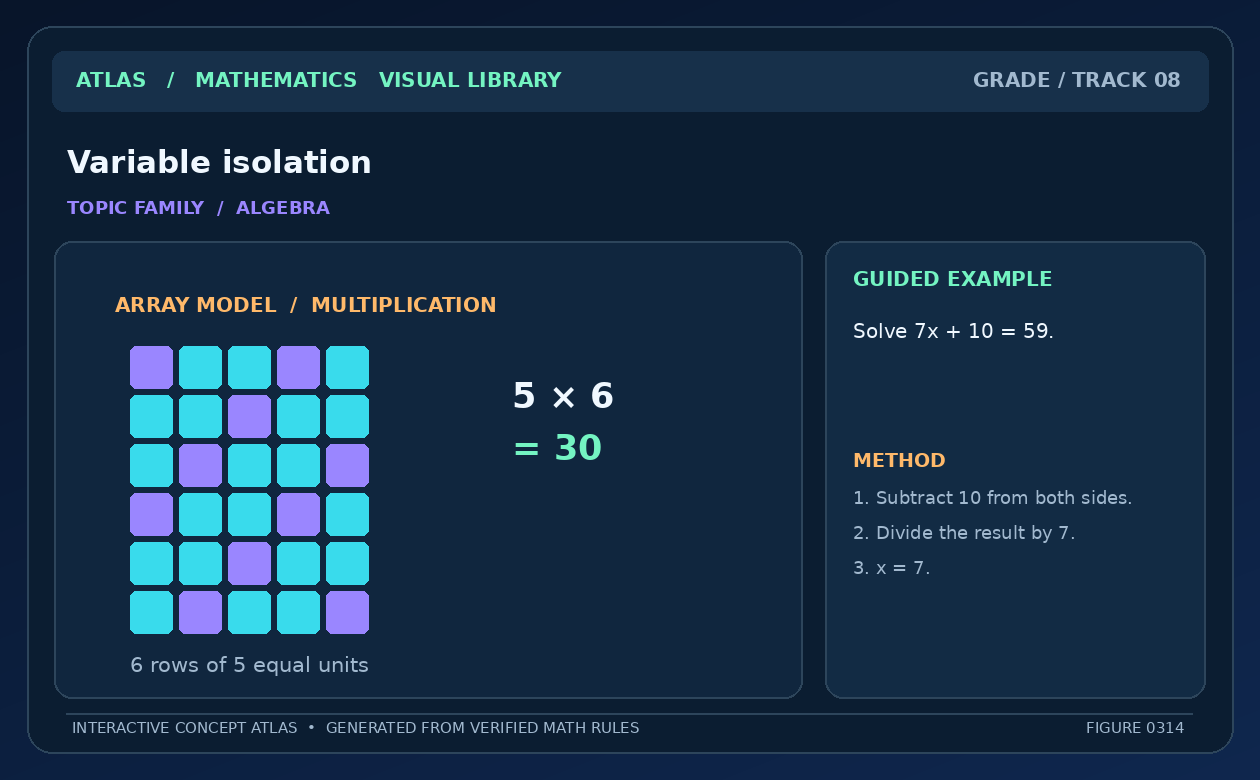 ATLAS / MATHEMATICS VISUAL LIBRARY
GRADE / TRACK 08
Variable isolation
TOPIC FAMILY / ALGEBRA
ARRAY MODEL / MULTIPLICATION
5 × 6
= 30
6 rows of 5 equal units
GUIDED EXAMPLE
Solve 7x + 10 = 59.
METHOD
1. Subtract 10 from both sides.
2. Divide the result by 7.
3. x = 7.
INTERACTIVE CONCEPT ATLAS • GENERATED FROM VERIFIED MATH RULES
FIGURE 0314